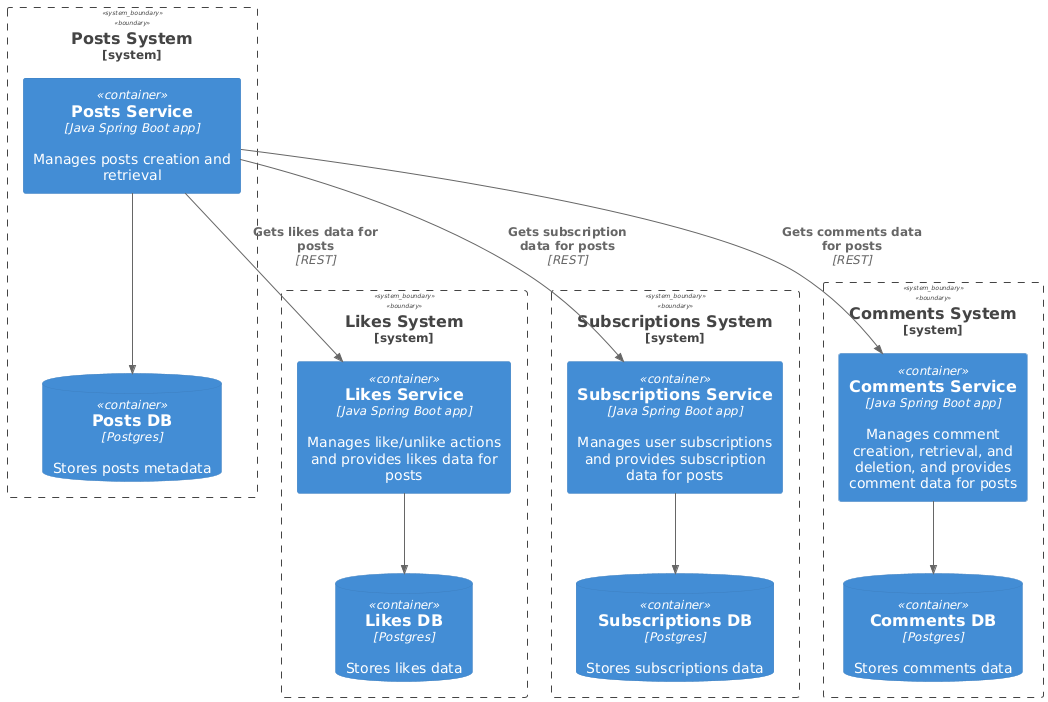 «system_boundary»
«boundary»
Posts System
[system]
«container»
Posts Service
[Java Spring Boot app]
Manages posts creation and
retrieval
Gets likes data for
posts
[REST]
Gets subscription
data for posts
[REST]
Gets comments data
for posts
[REST]
«container»
Posts DB
[Postgres]
Stores posts metadata
«system_boundary»
«boundary»
Likes System
[system]
«container»
Likes Service
[Java Spring Boot app]
Manages like/unlike actions
and provides likes data for
posts
«container»
Likes DB
[Postgres]
Stores likes data
«system_boundary»
«boundary»
Subscriptions System
[system]
«container»
Subscriptions Service
[Java Spring Boot app]
Manages user subscriptions
and provides subscription
data for posts
«container»
Subscriptions DB
[Postgres]
Stores subscriptions data
«system_boundary»
«boundary»
Comments System
[system]
«container»
Comments Service
[Java Spring Boot app]
Manages comment
creation, retrieval, and
deletion, and provides
comment data for posts
«container»
Comments DB
[Postgres]
Stores comments data